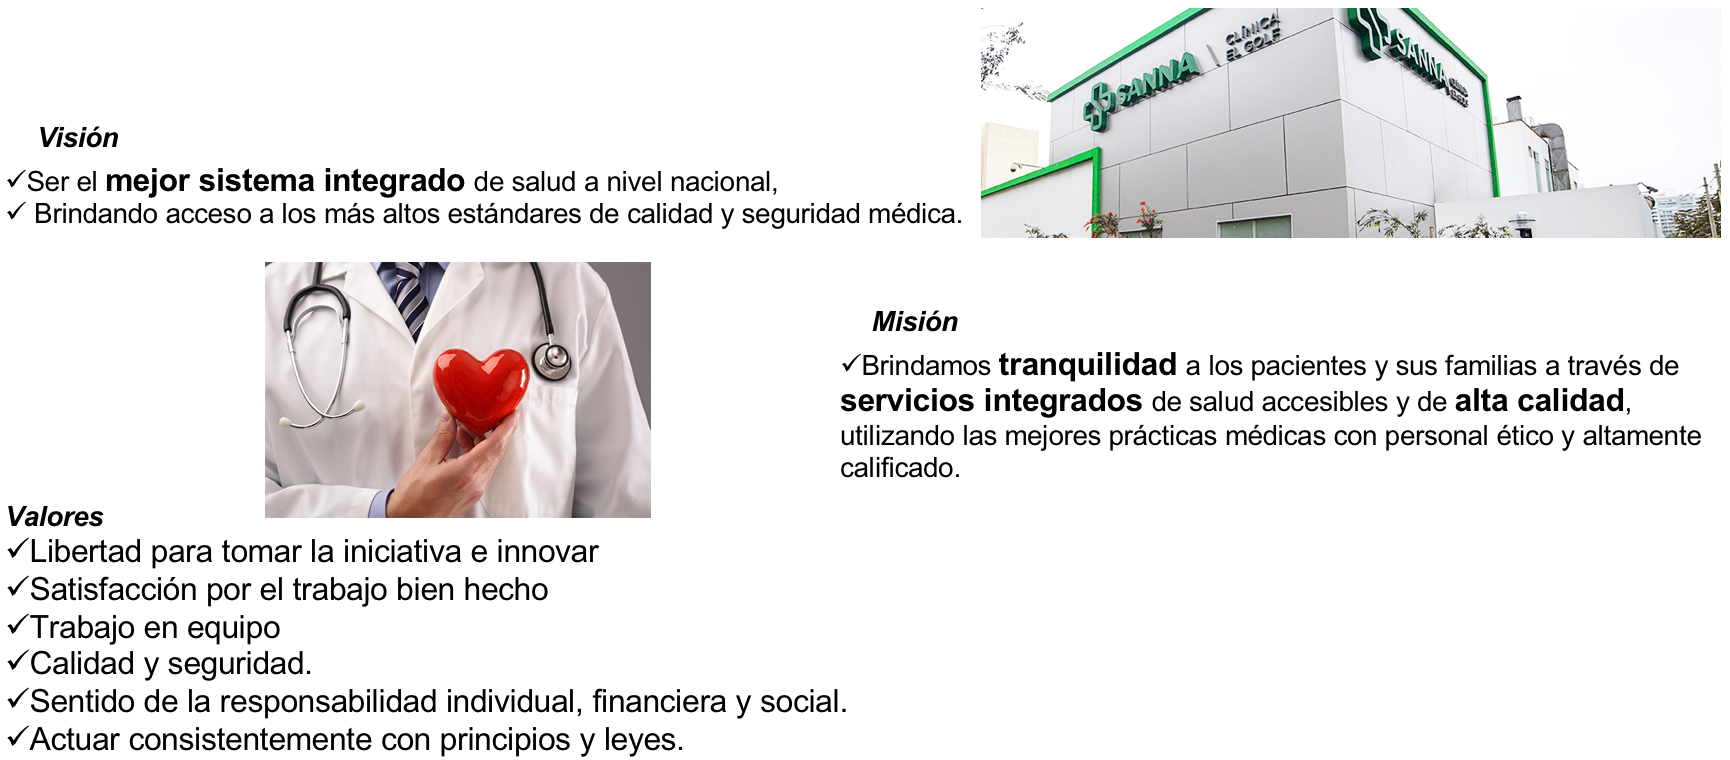 SANNA CLÍNICA EL GOLF
SANNA CLÍNICA EL GOLF
Visión
✓Ser el mejor sistema integrado de salud a nivel nacional,
✓ Brindando acceso a los más altos estándares de calidad y seguridad médica.
Misión
✓Brindamos tranquilidad a los pacientes y sus familias a través de
servicios integrados de salud accesibles y de alta calidad,
utilizando las mejores prácticas médicas con personal ético y altamente
calificado.
Valores
✓Libertad para tomar la iniciativa e innovar
✓Satisfacción por el trabajo bien hecho
✓Trabajo en equipo
✓Calidad y seguridad.
✓Sentido de la responsabilidad individual, financiera y social.
✓Actuar consistentemente con principios y leyes.